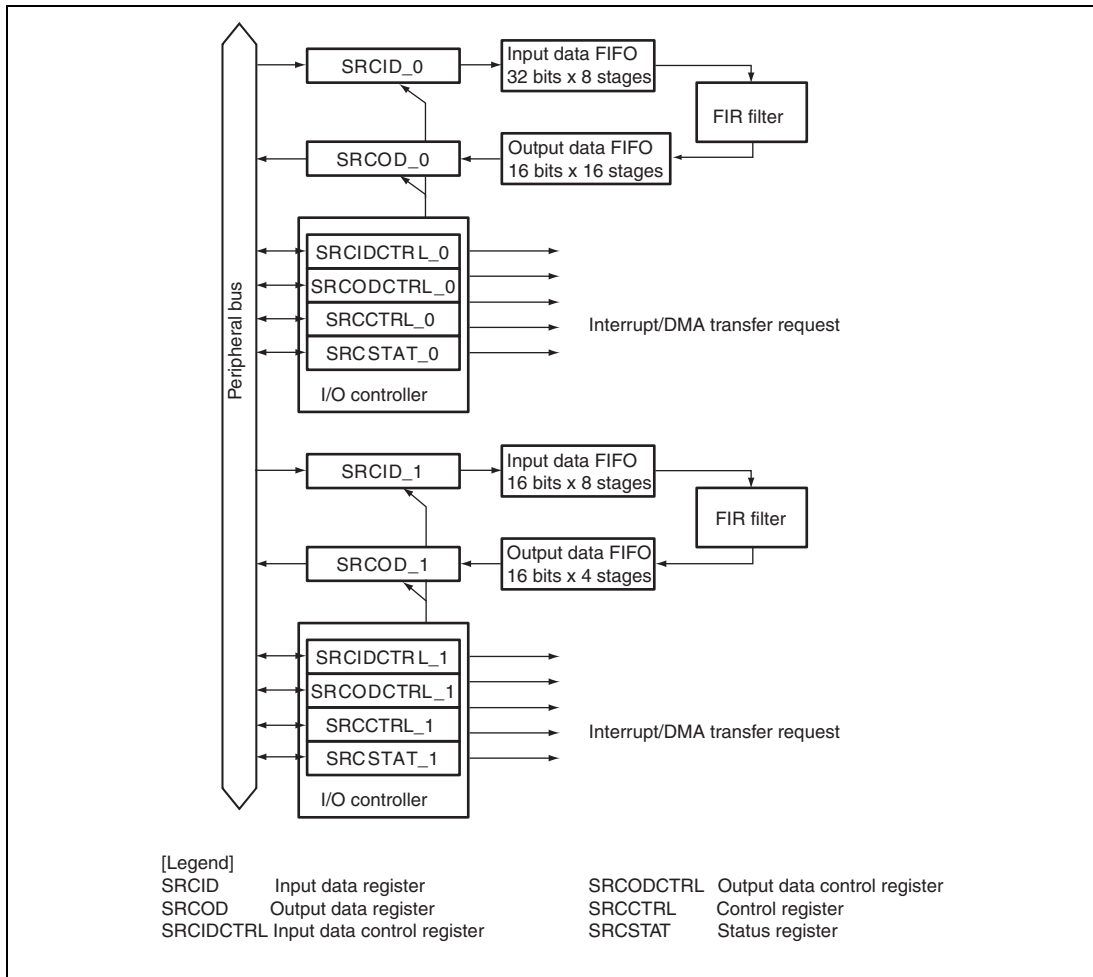 Peripheral bus
SRCID_0
Input data FIFO
32 bits x 8 stages
FIR filter
SRCOD_0
Output data FIFO
16 bits x 16 stages
SRCIDCTRL_0
SRCODCTRL_0
SRCCTRL_0
SRCSTAT_0
I/O controller
Interrupt/DMA transfer request
SRCID_1
Input data FIFO
16 bits x 8 stages
FIR filter
SRCOD_1
Output data FIFO
16 bits x 4 stages
SRCIDCTRL_1
SRCODCTRL_1
SRCCTRL_1
SRCSTAT_1
I/O controller
Interrupt/DMA transfer request
[Legend]
SRCID Input data register
SRCOD Output data register
SRCIDCTRL Input data control register
SRCODCTRL Output data control register
SRCCTRL Control register
SRCSTAT Status register